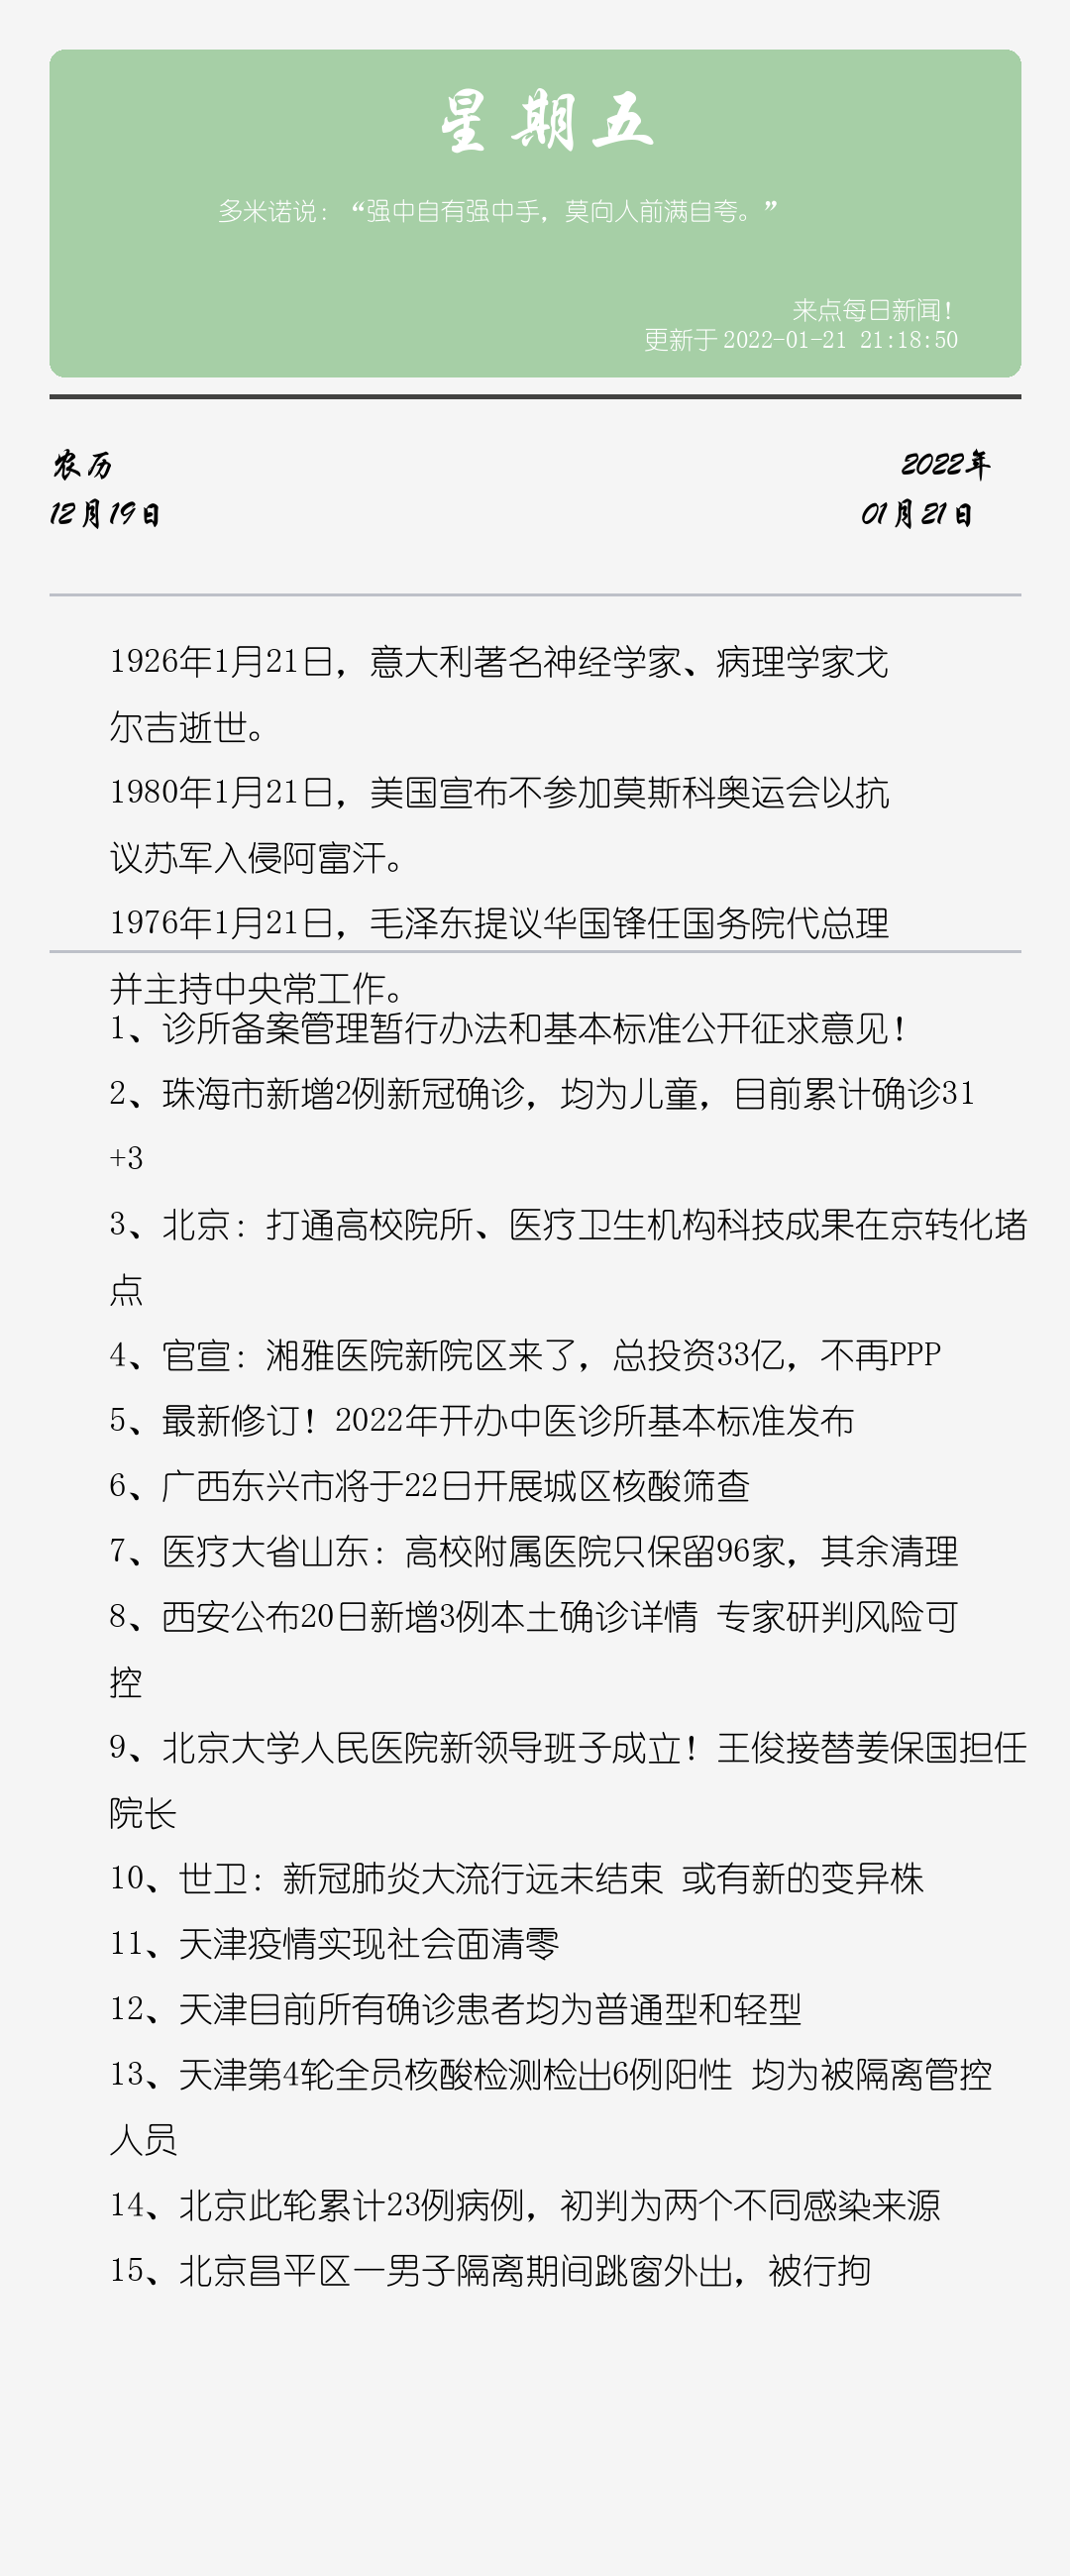 星期五
多米诺说：“强中自有强中手，莫向人前满自夸。”
来点每日新闻！
更新于 2022-01-21 21:18:50
农历
2022年
12月19日
01月21日
1926年1月21日，意大利著名神经学家、病理学家戈
尔吉逝世。
1980年1月21日，美国宣布不参加莫斯科奥运会以抗
议苏军入侵阿富汗。
1976年1月21日，毛泽东提议华国锋任国务院代总理
并主持中央常工作。
1、诊所备案管理暂行办法和基本标准公开征求意见！
2、珠海市新增2例新冠确诊，均为儿童，目前累计确诊31
+3
3、北京：打通高校院所、医疗卫生机构科技成果在京转化堵
点
4、官宣：湘雅医院新院区来了，总投资33亿，不再PPP
5、最新修订！2022年开办中医诊所基本标准发布
6、广西东兴市将于22日开展城区核酸筛查
7、医疗大省山东：高校附属医院只保留96家，其余清理
8、西安公布20日新增3例本土确诊详情 专家研判风险可
控
9、北京大学人民医院新领导班子成立！王俊接替姜保国担任
院长
10、世卫：新冠肺炎大流行远未结束 或有新的变异株
11、天津疫情实现社会面清零
12、天津目前所有确诊患者均为普通型和轻型
13、天津第4轮全员核酸检测检出6例阳性 均为被隔离管控
人员
14、北京此轮累计23例病例，初判为两个不同感染来源
15、北京昌平区一男子隔离期间跳窗外出，被行拘